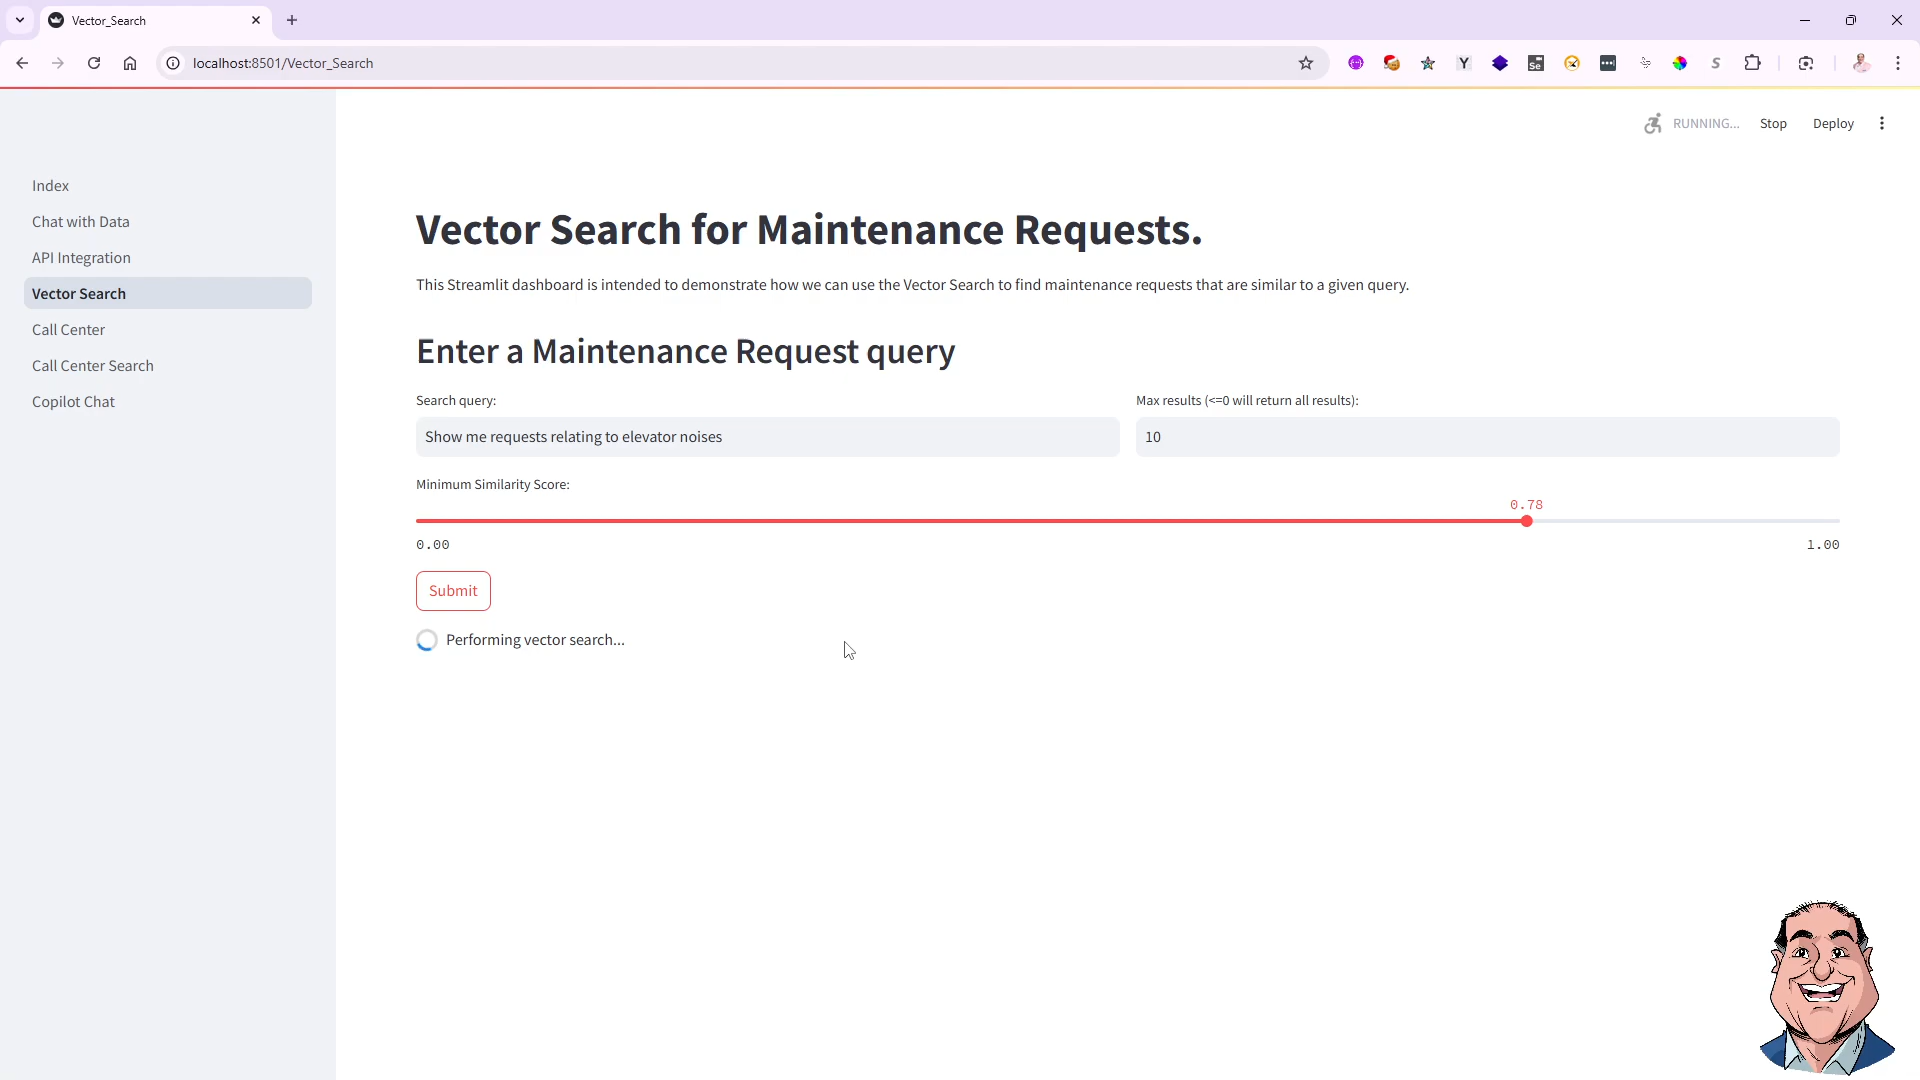 Vector_Search
localhost:8501/Vector_Search
RUNNING...
Stop
Deploy
Index
Chat with Data
API Integration
Vector Search
Call Center
Call Center Search
Copilot Chat
Vector Search for Maintenance Requests.
This Streamlit dashboard is intended to demonstrate how we can use the Vector Search to find maintenance requests that are similar to a given query.
Enter a Maintenance Request query
Search query:
Max results (<=0 will return all results):
Show me requests relating to elevator noises
10
Minimum Similarity Score:
0.78
0.00
1.00
Submit
Performing vector search...